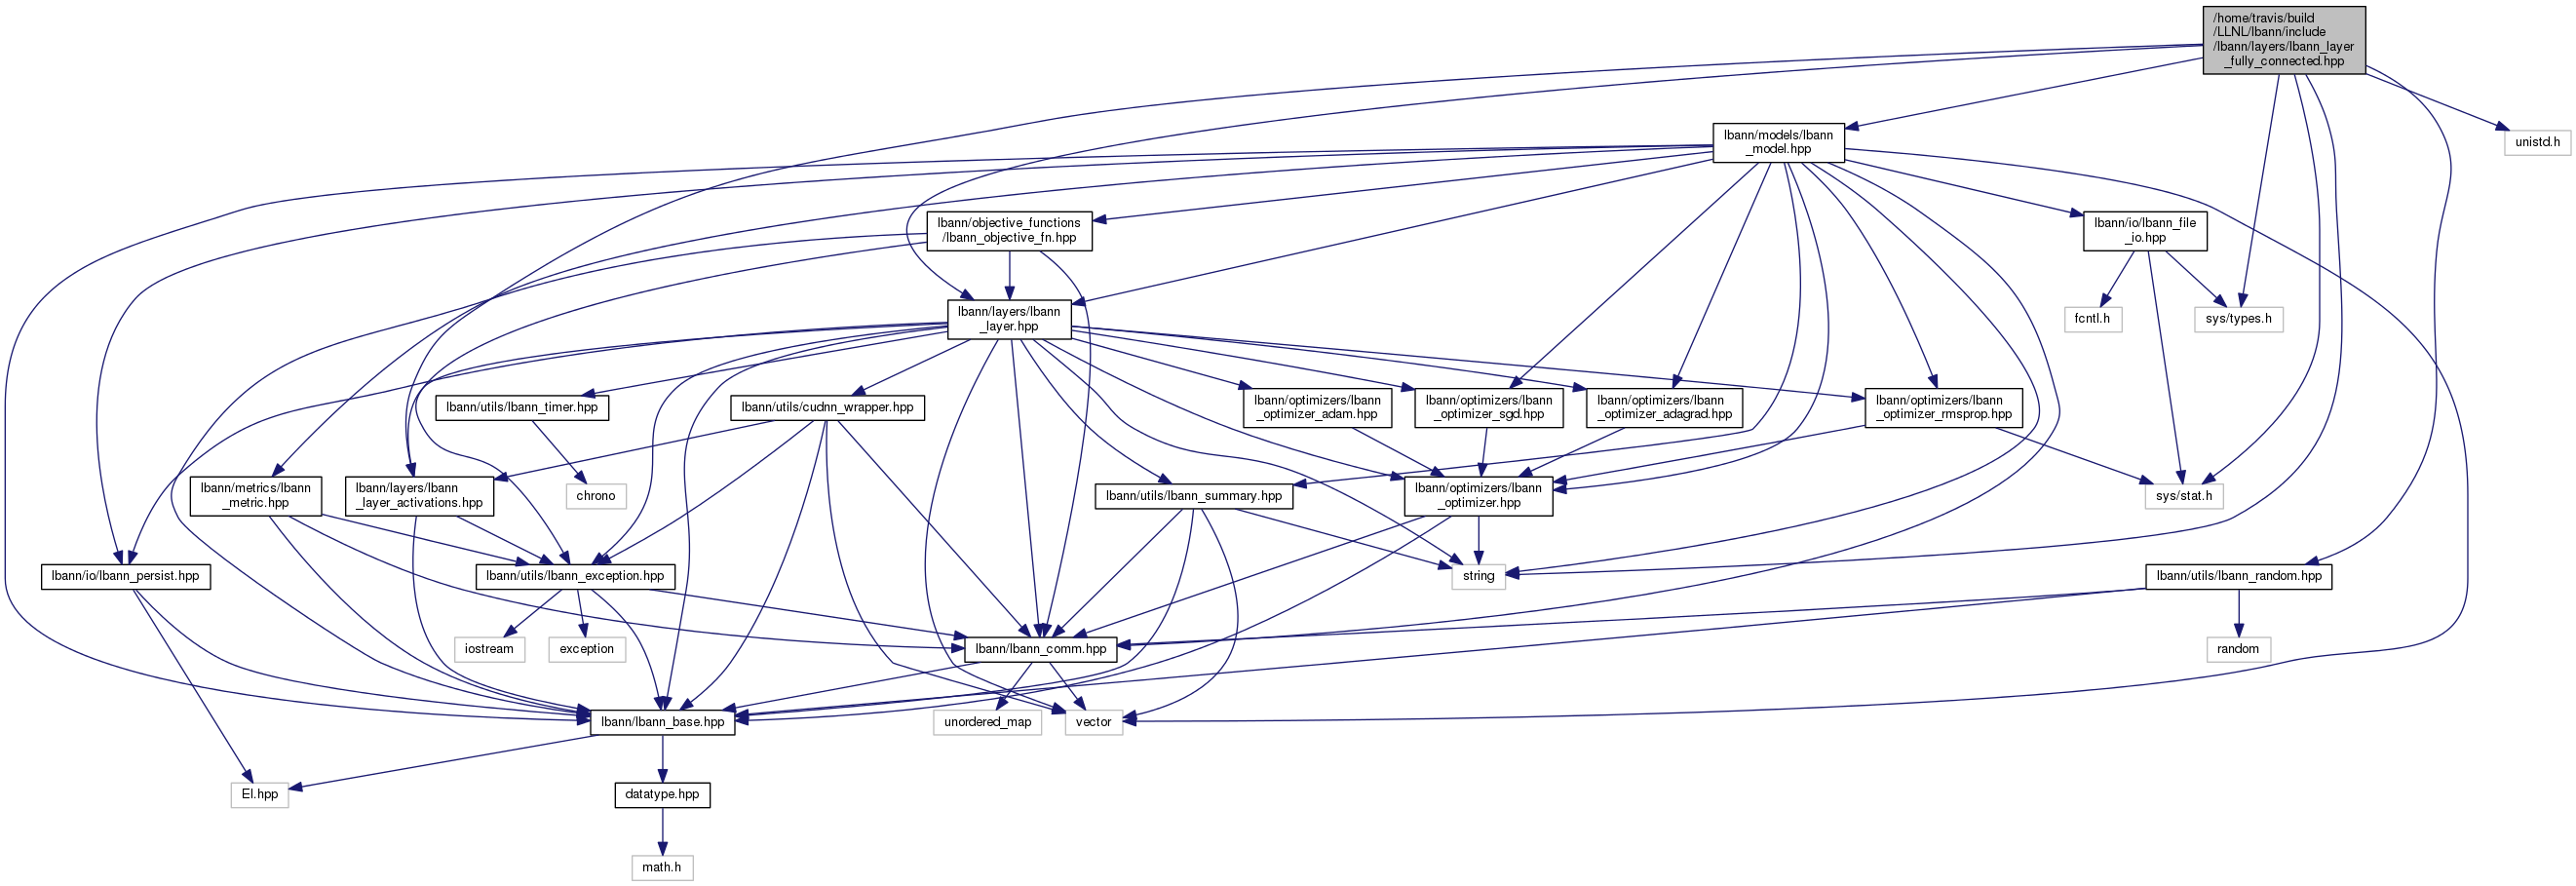 /home/travis/build
/LLNL/lbann/include
/lbann/layers/lbann_layer
_fully_connected.hpp
lbann/models/lbann
_model.hpp
unistd.h
lbann/objective_functions
/lbann_objective_fn.hpp
lbann/io/lbann_file
_io.hpp
lbann/layers/lbann
_layer.hpp
fcntl.h
sys/types.h
lbann/utils/lbann_timer.hpp
lbann/utils/cudnn_wrapper.hpp
lbann/optimizers/lbann
_optimizer_adam.hpp
lbann/optimizers/lbann
_optimizer_sgd.hpp
lbann/optimizers/lbann
_optimizer_adagrad.hpp
lbann/optimizers/lbann
_optimizer_rmsprop.hpp
lbann/metrics/lbann
_metric.hpp
lbann/layers/lbann
_layer_activations.hpp
chrono
lbann/utils/lbann_summary.hpp
lbann/optimizers/lbann
_optimizer.hpp
sys/stat.h
lbann/io/lbann_persist.hpp
lbann/utils/lbann_exception.hpp
string
lbann/utils/lbann_random.hpp
iostream
exception
lbann/lbann_comm.hpp
random
lbann/lbann_base.hpp
unordered_map
vector
El.hpp
datatype.hpp
math.h